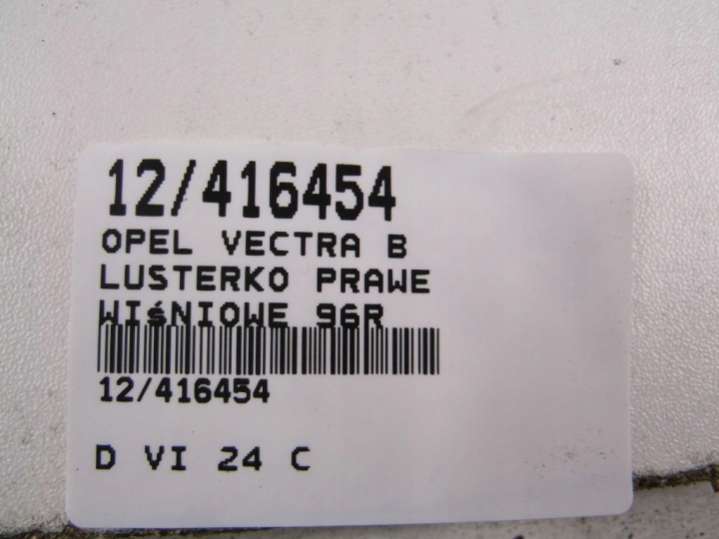 12/416454
OPEL VECTRA B
LUSTERKO PRAWE
WIśNIOWE 96R
12/416454
D VI 24 C